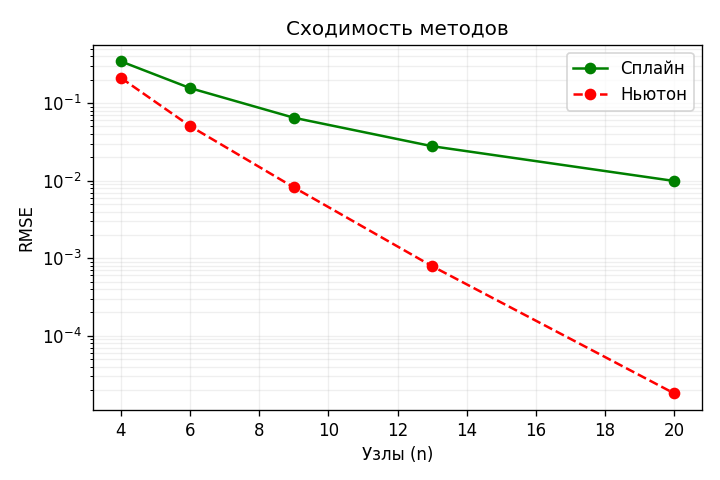 Сходимость методов
Сплайн
Ньютон
RMSE
10⁻¹
10⁻²
10⁻³
10⁻⁴
4 6 8 10 12 14 16 18 20
Узлы (n)